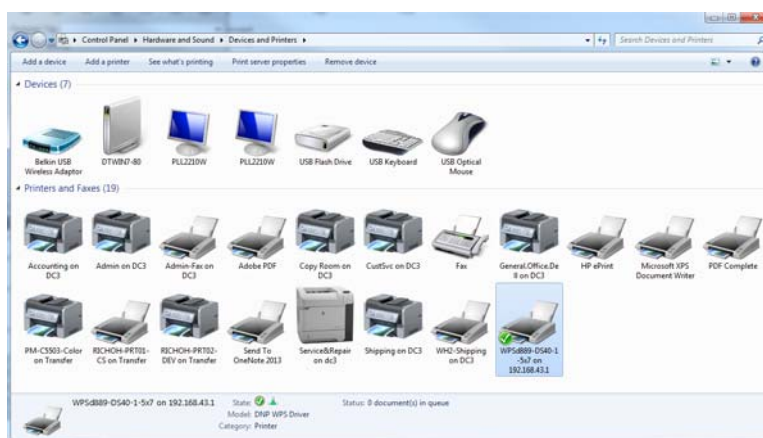 Control Panel ▸ Hardware and Sound ▸ Devices and Printers ▸
Search Devices and Printers
Add a device Add a printer See what's printing Print server properties Remove device
Devices (7)
Belkin USB DTWIN7-80 PLL2210W PLL2210W USB Flash Drive USB Keyboard USB Optical
Wireless Adaptor Mouse
Printers and Faxes (19)
Accounting on Admin on DC3 Admin-Fax on Adobe PDF Copy Room on CustSvc on DC3 Fax General.Office.De HP ePrint Microsoft XPS PDF Complete
DC3 DC3 DC3 ll on DC3 Document Writer
PM-C5503-Color RICHOH-PRT01- RICHOH-PRT02- Send To Service&Repair Shipping on DC3 WH2-Shipping WPSd889-DS40-1
on Transfer CS on Transfer DEV on Transfer OneNote 2013 on dc3 on DC3 -5x7 on
192.168.43.1
WPSd889-DS40-1-5x7 on 192.168.43.1 State: Status: 0 document(s) in queue
Model: DNP WPS Driver
Category: Printer